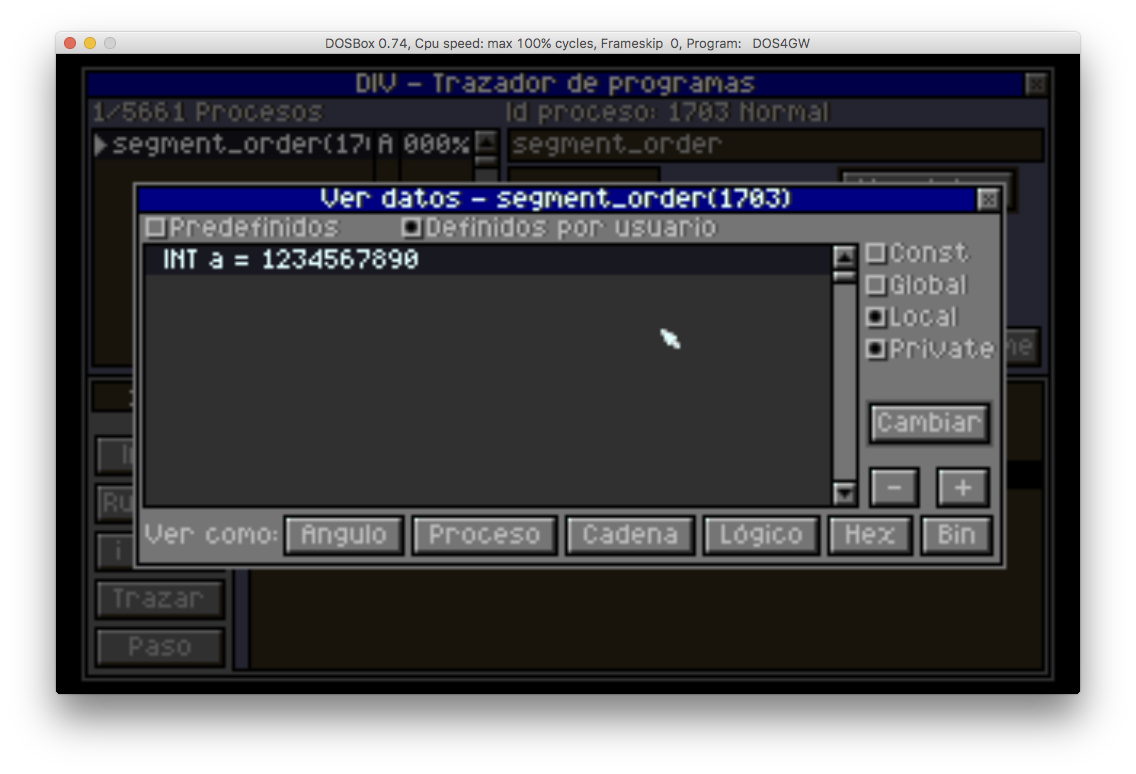 DOSBox 0.74, Cpu speed: max 100% cycles, Frameskip 0, Program: DOS4GW
DIV - Trazador de programas
1/5661 Procesos
Id proceso: 1703 Normal
segment_order(170 A 000%
segment_order
Ver datos - segment_order(1703)
Predefinidos
Definidos por usuario
INT a = 1234567890
Const
Global
Local
Private
Cambiar
- +
Ver como: Angulo Proceso Cadena Lógico Hex Bin
Trazar
Paso